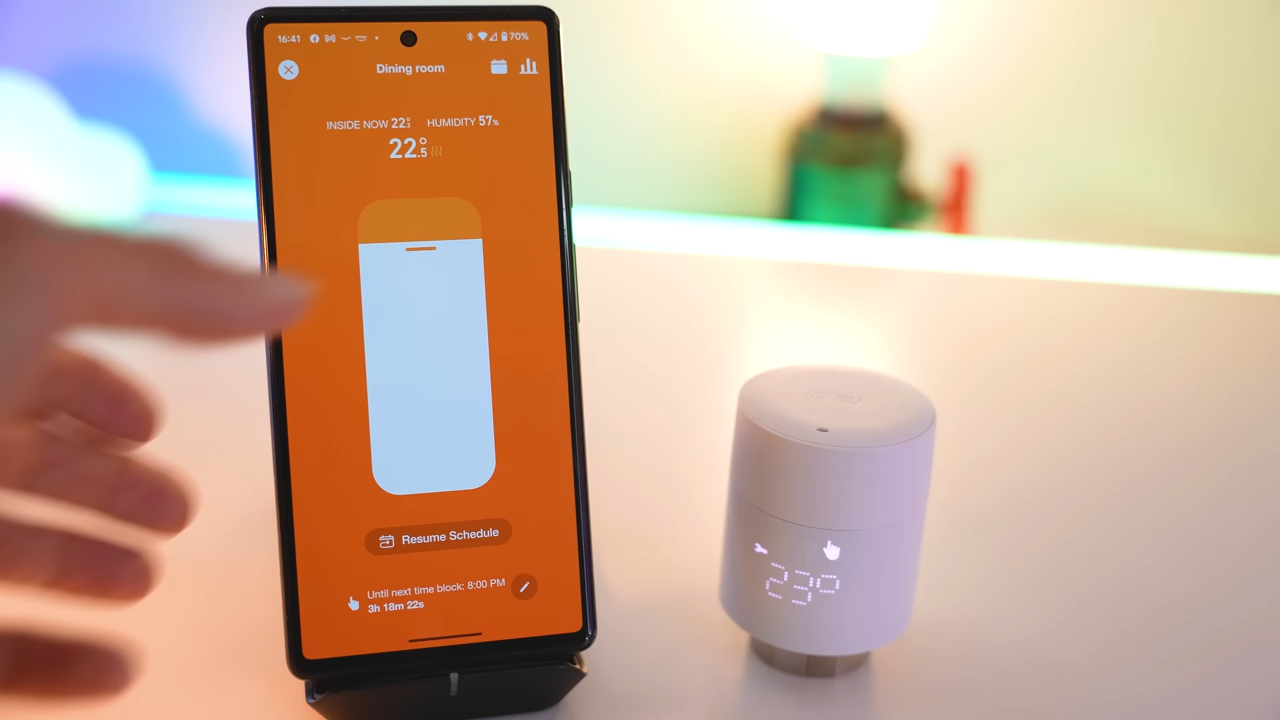 16:41 70%
Dining room
INSIDE NOW 22.3° HUMIDITY 57%
22.5°
Resume Schedule
Until next time block: 8:00 PM
3h 18m 22s
23°